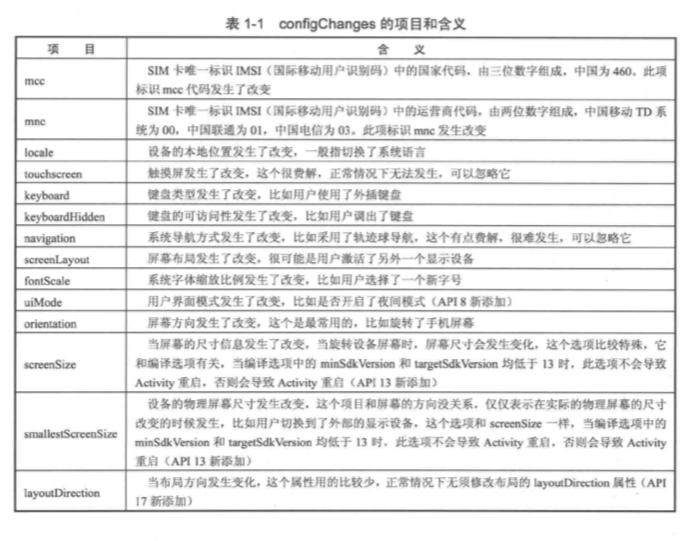 表 1-1 configChanges 的项目和含义
项 目 含 义
mcc SIM 卡唯一标识 IMSI（国际移动用户识别码）中的国家代码，由三位数字组成，中国为 460。此项
标识 mcc 代码发生了改变
mnc SIM 卡唯一标识 IMSI（国际移动用户识别码）中的运营商代码，由两位数字组成，中国移动 TD 系
统为 00，中国联通为 01，中国电信为 03。此项标识 mnc 发生改变
locale 设备的本地位置发生了改变，一般指切换了系统语言
touchscreen 触摸屏发生了改变，这个很费解，正常情况下无法发生，可以忽略它
keyboard 键盘类型发生了改变，比如用户使用了外插键盘
keyboardHidden 键盘的可访问性发生了改变，比如用户调出了键盘
navigation 系统导航方式发生了改变，比如采用了轨迹球导航，这个有点费解，很难发生，可以忽略它
screenLayout 屏幕布局发生了改变，很可能是用户激活了另外一个显示设备
fontScale 系统字体缩放比例发生了改变，比如用户选择了一个新字号
uiMode 用户界面模式发生了改变，比如是否开启了夜间模式（API 8 新添加）
orientation 屏幕方向发生了改变，这个是最常用的，比如旋转了手机屏幕
screenSize 当屏幕的尺寸信息发生了改变，当旋转设备屏幕时，屏幕尺寸会发生变化，这个选项比较特殊，它
和编译选项有关，当编译选项中的 minSdkVersion 和 targetSdkVersion 均低于 13 时，此选项不会导致
Activity 重启，否则会导致 Activity 重启（API 13 新添加）
smallestScreenSize 设备的物理屏幕尺寸发生改变，这个项目和屏幕的方向没关系，仅仅表示在实际的物理屏幕的尺寸
改变的时候发生，比如用户切换到了外部的显示设备，这个选项和 screenSize 一样，当编译选项中的
minSdkVersion 和 targetSdkVersion 均低于 13 时，此选项不会导致 Activity 重启，否则会导致 Activity
重启（API 13 新添加）
layoutDirection 当布局方向发生变化，这个属性用的比较少，正常情况下无须修改布局的 layoutDirection 属性（API
17 新添加）